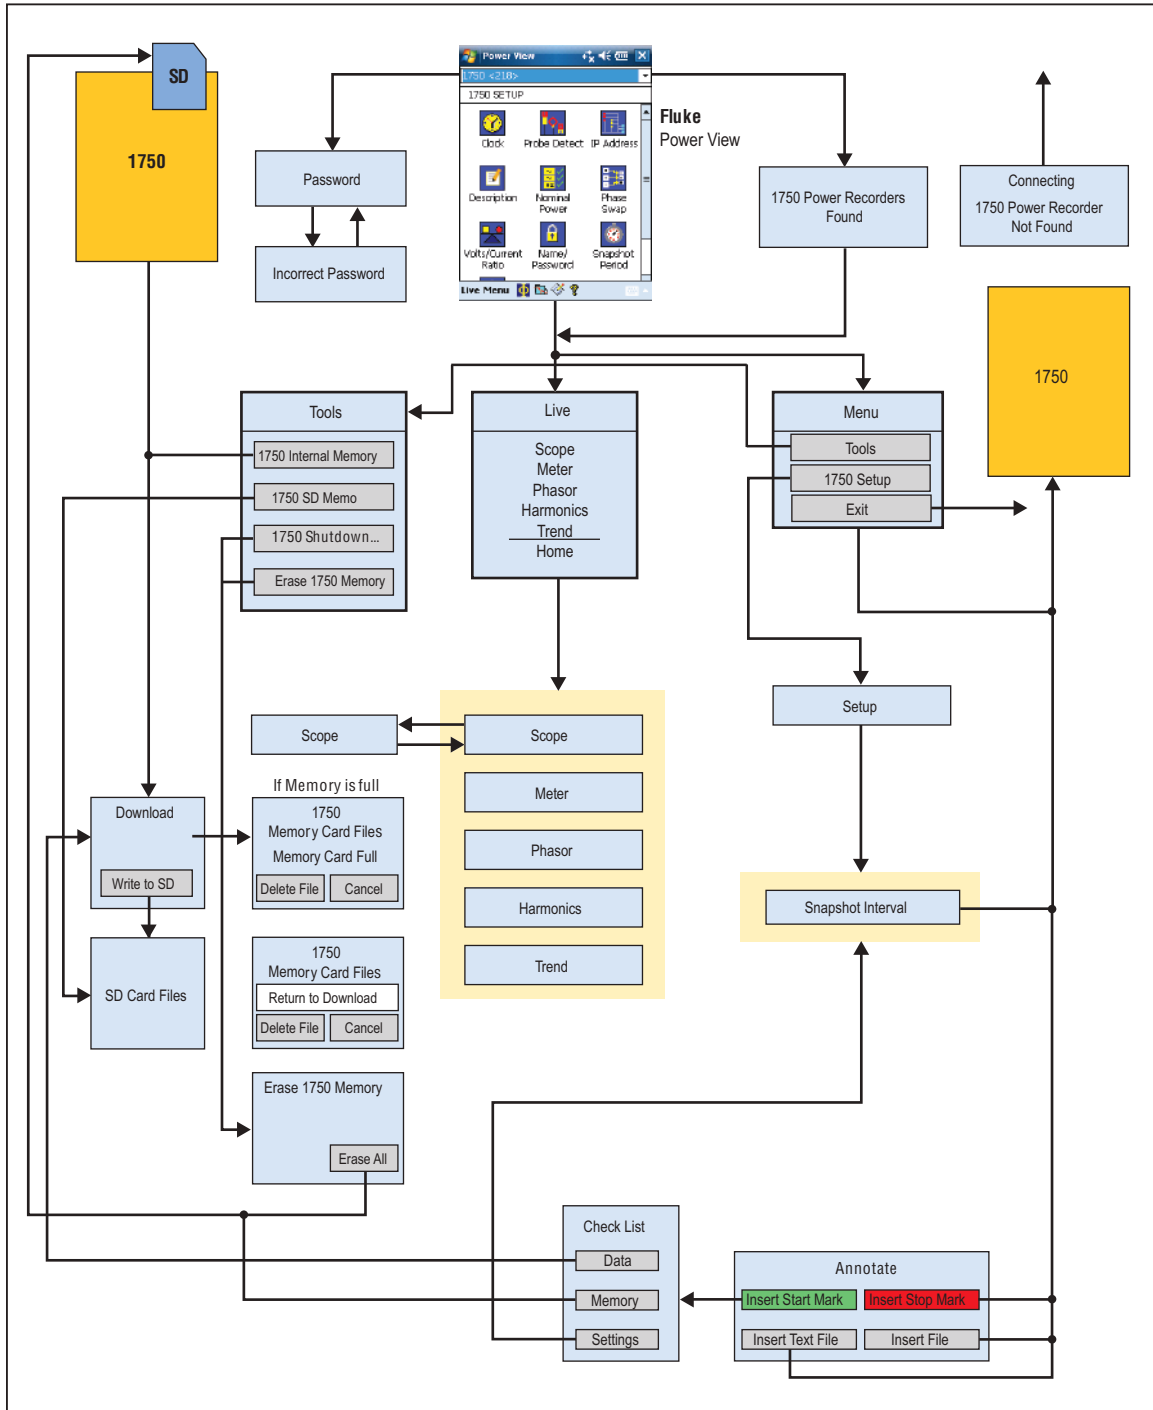 SD
1750
Power View
1750 <218>
1750 SETUP
Clock
Probe Detect
IP Address
Description
Nominal
Power
Phase
Swap
Volts/Current
Ratio
Name/
Password
Snapshot
Period
Live Menu
Fluke
Power View
Password
Incorrect Password
1750 Power Recorders
Found
Connecting
1750 Power Recorder
Not Found
1750
Tools
1750 Internal Memory
1750 SD Memo
1750 Shutdown...
Erase 1750 Memory
Live
Scope
Meter
Phasor
Harmonics
Trend
Home
Menu
Tools
1750 Setup
Exit
Setup
Scope
Scope
Meter
Phasor
Harmonics
Trend
If Memory is full
Download
Write to SD
1750
Memory Card Files
Memory Card Full
Delete File
Cancel
SD Card Files
1750
Memory Card Files
Return to Download
Delete File
Cancel
Snapshot Interval
Erase 1750 Memory
Erase All
Check List
Data
Memory
Settings
Annotate
Insert Start Mark
Insert Stop Mark
Insert Text File
Insert File